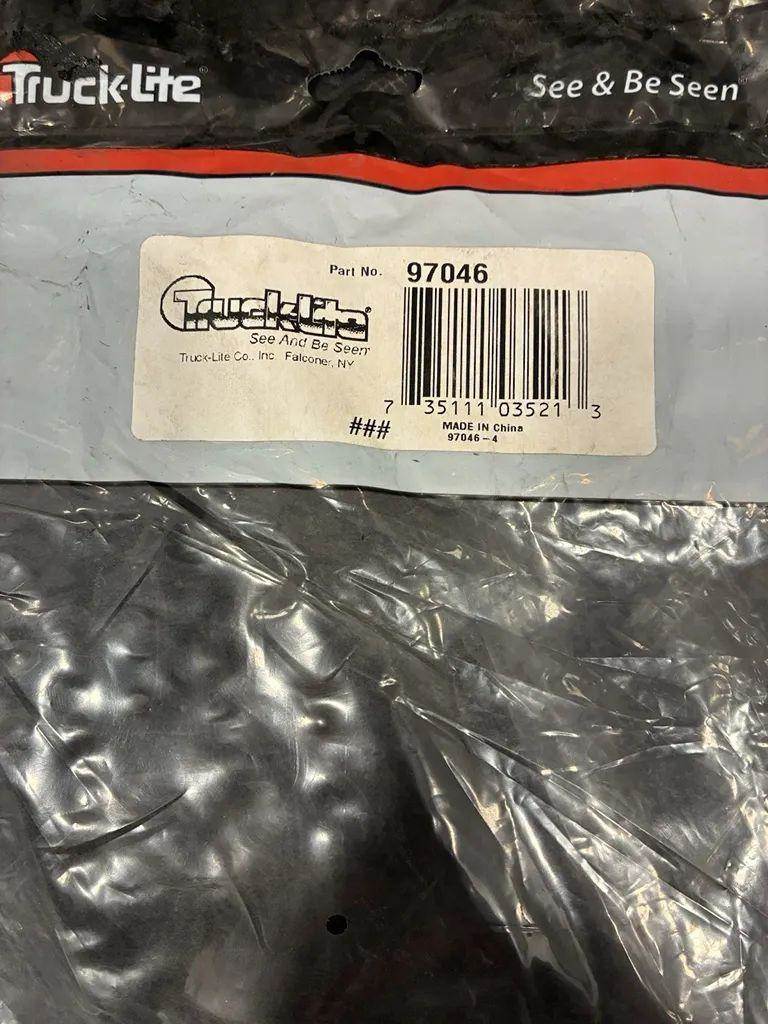 Truck-Lite®
See & Be Seen®
Part No. 97046
Truck-Lite®
See And Be Seen®
Truck-Lite Co., Inc. Falconer, NY
7 35111 03521 3
###
MADE IN China
97046-4